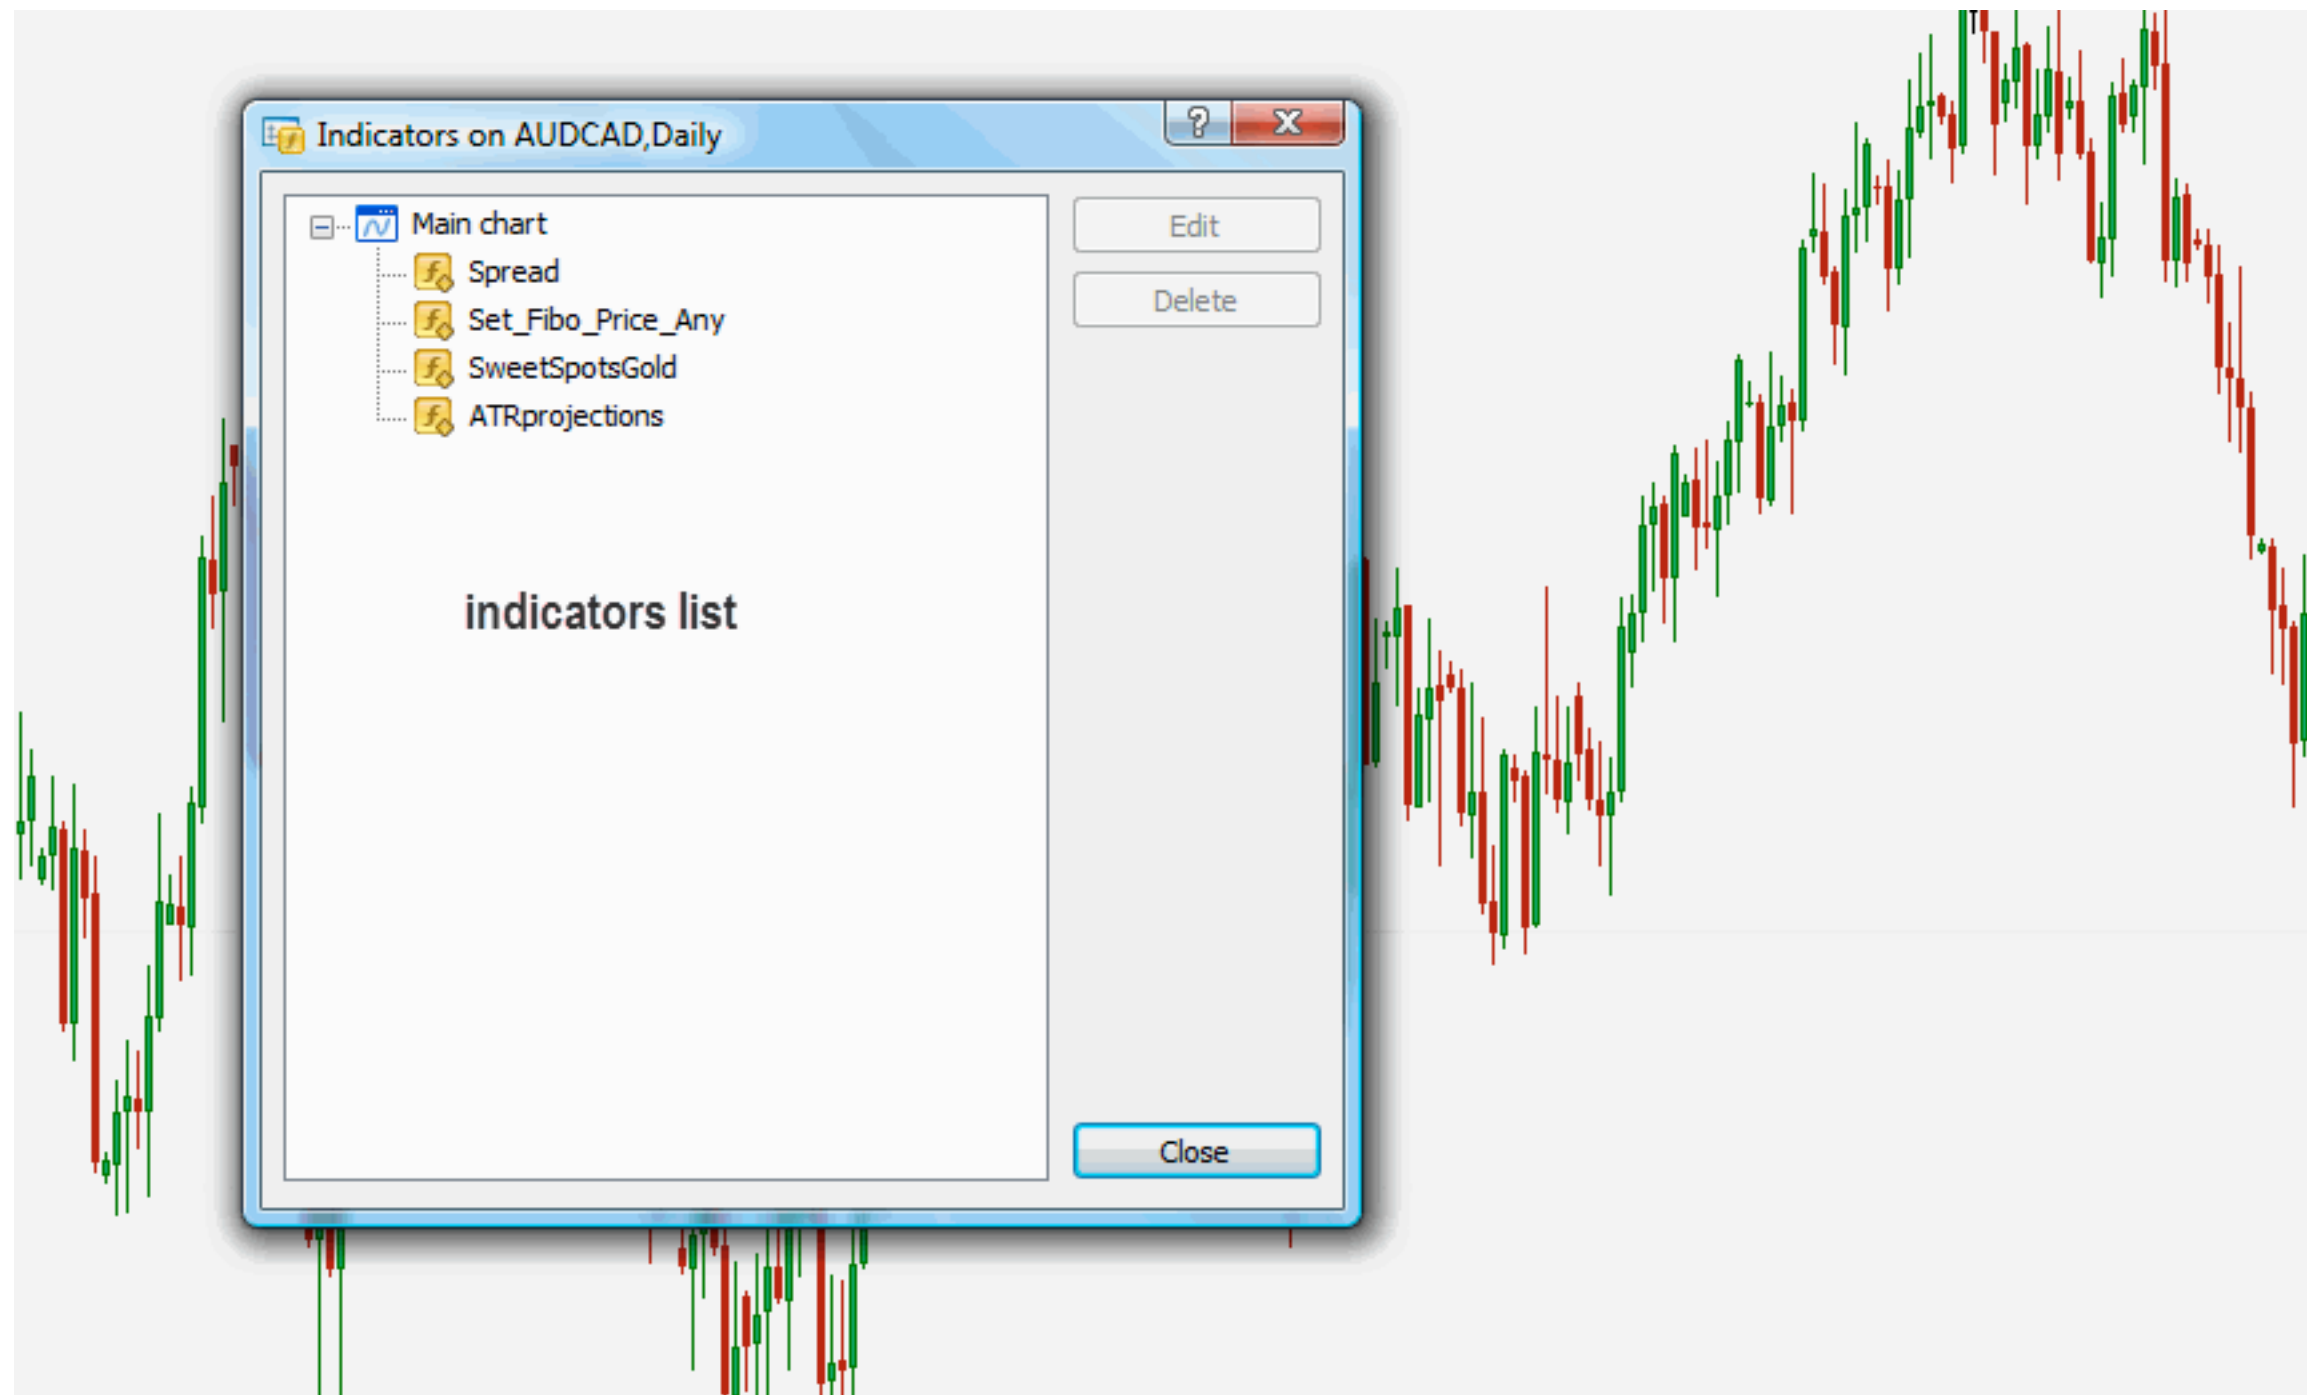 Indicators on AUDCAD,Daily
Main chart
Spread
Set_Fibo_Price_Any
SweetSpotsGold
ATRprojections
indicators list
Edit
Delete
Close